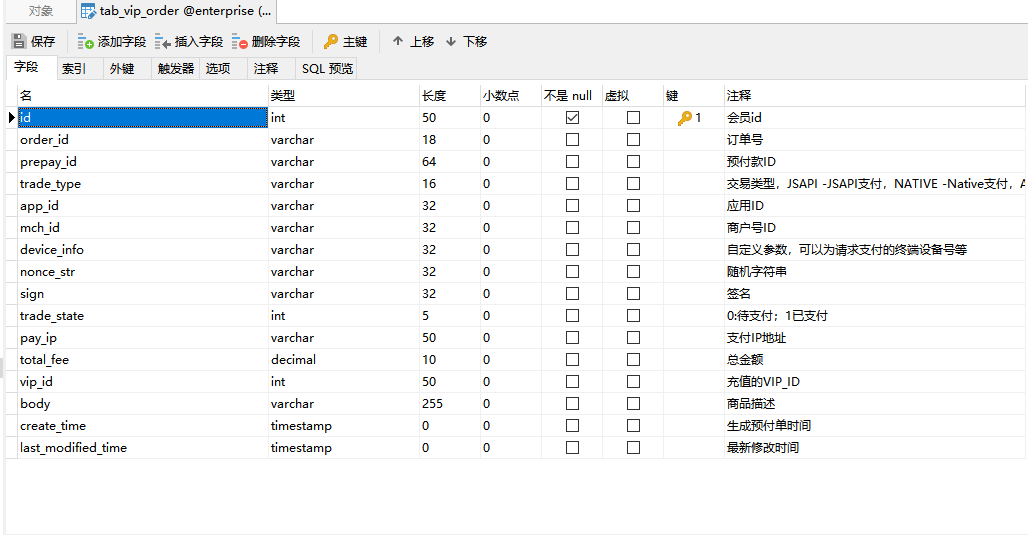 对象 tab_vip_order @enterprise (...
保存 添加字段 插入字段 删除字段 主键 上移 下移
字段 索引 外键 触发器 选项 注释 SQL 预览
名 类型 长度 小数点 不是 null 虚拟 键 注释
id int 50 0 1 会员id
order_id varchar 18 0 订单号
prepay_id varchar 64 0 预付款ID
trade_type varchar 16 0 交易类型，JSAPI -JSAPI支付，NATIVE -Native支付，A
app_id varchar 32 0 应用ID
mch_id varchar 32 0 商户号ID
device_info varchar 32 0 自定义参数，可以为请求支付的终端设备号等
nonce_str varchar 32 0 随机字符串
sign varchar 32 0 签名
trade_state int 5 0 0:待支付；1已支付
pay_ip varchar 50 0 支付IP地址
total_fee decimal 10 0 总金额
vip_id int 50 0 充值的VIP_ID
body varchar 255 0 商品描述
create_time timestamp 0 0 生成预付单时间
last_modified_time timestamp 0 0 最新修改时间